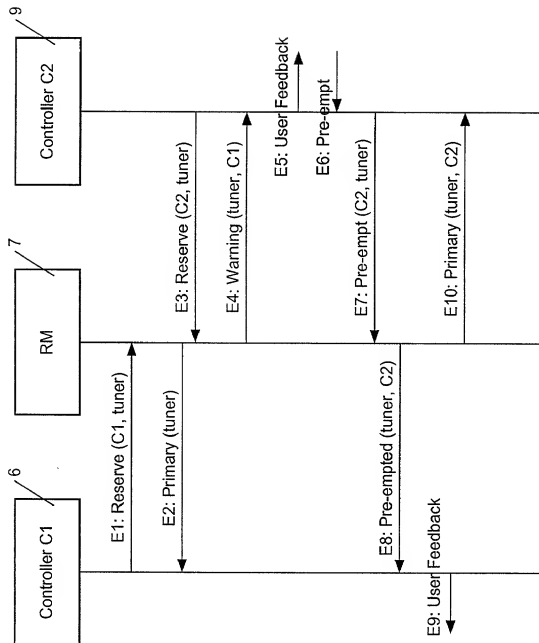 Controller C1
6
RM
7
Controller C2
9
E1: Reserve (C1, tuner)
E2: Primary (tuner)
E3: Reserve (C2, tuner)
E4: Warning (tuner, C1)
E5: User Feedback
E6: Pre-empt
E7: Pre-empt (C2, tuner)
E8: Pre-empted (tuner, C2)
E9: User Feedback
E10: Primary (tuner, C2)